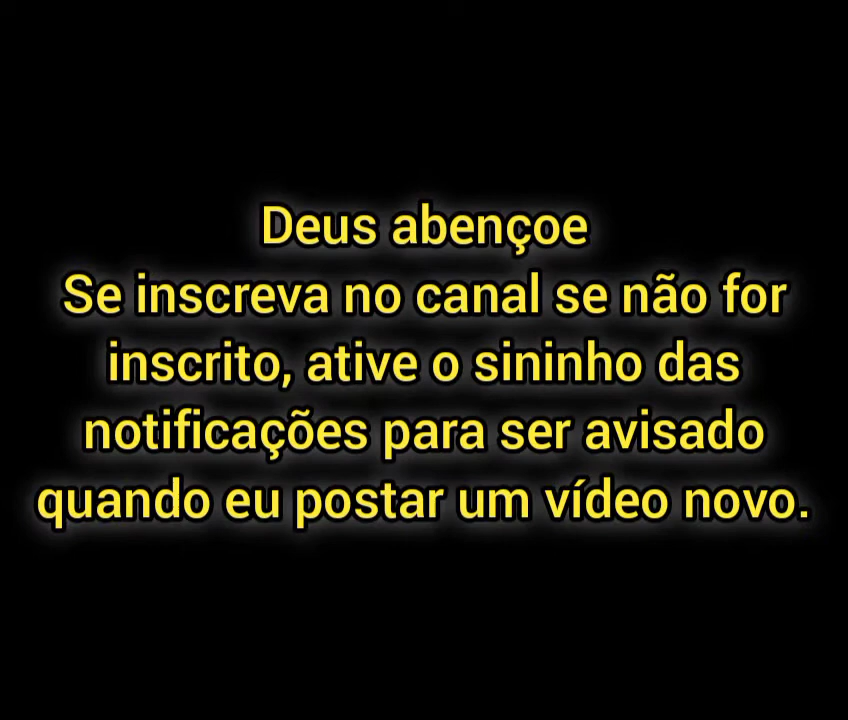 Deus abençoe
Se inscreva no canal se não for
inscrito, ative o sininho das
notificações para ser avisado
quando eu postar um vídeo novo.